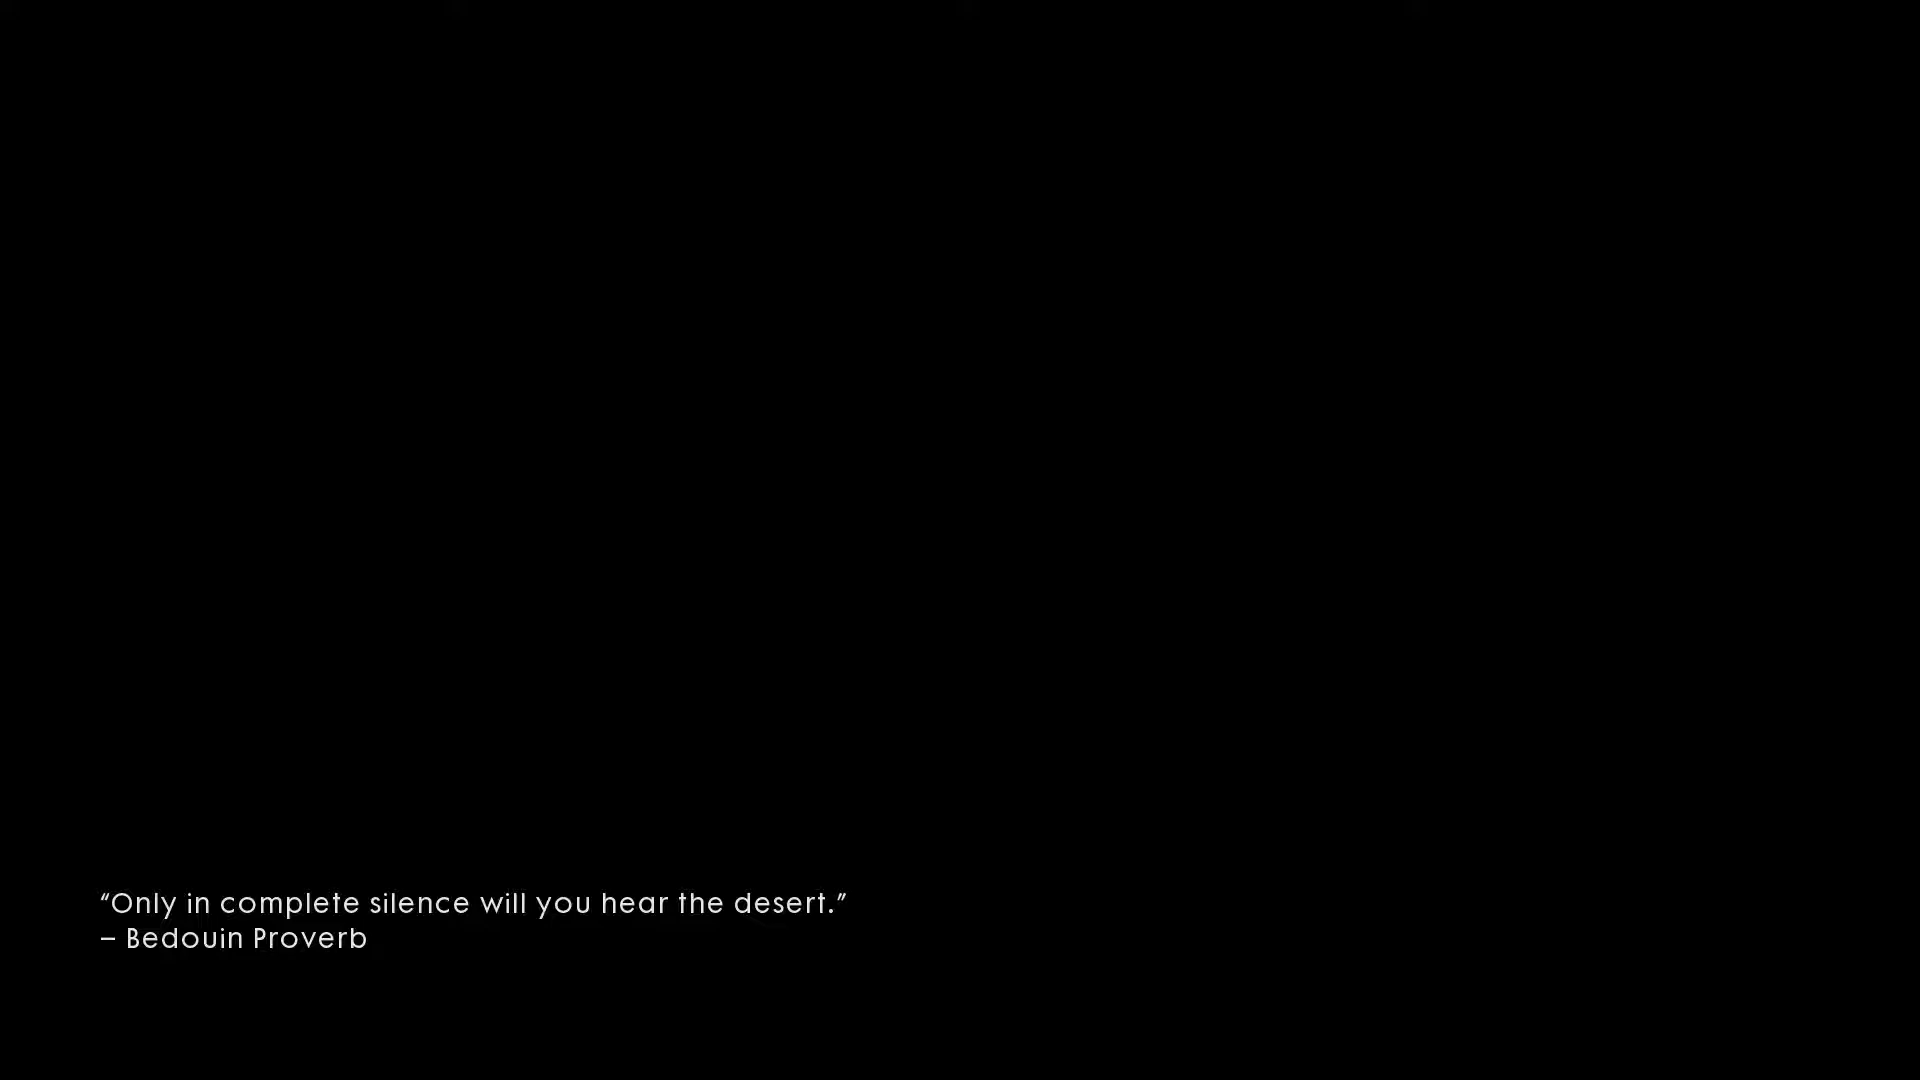 “Only in complete silence will you hear the desert.”
– Bedouin Proverb